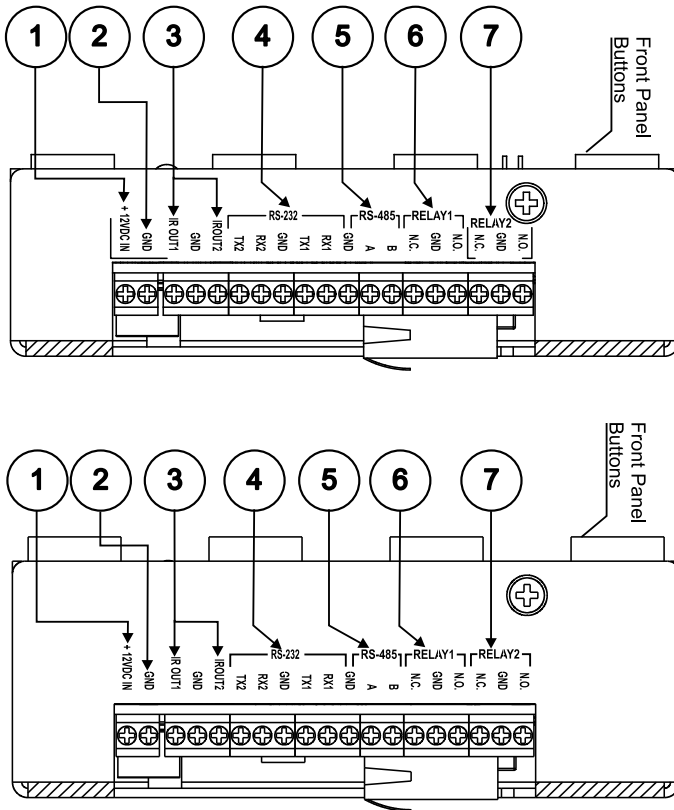 1 2 3 4 5 6 7
Front Panel
Buttons
RS-232 RS-485 RELAY1 RELAY2
+ 12VDC IN GND IR OUT1 GND IROUT2 TX2 RX2 GND TX1 RX1 GND A B N.C. GND N.O. N.C. GND N.O.
1 2 3 4 5 6 7
Front Panel
Buttons
RS-232 RS-485 RELAY1 RELAY2
+ 12VDC IN GND IR OUT1 GND IROUT2 TX2 RX2 GND TX1 RX1 GND A B N.C. GND N.O. N.C. GND N.O.